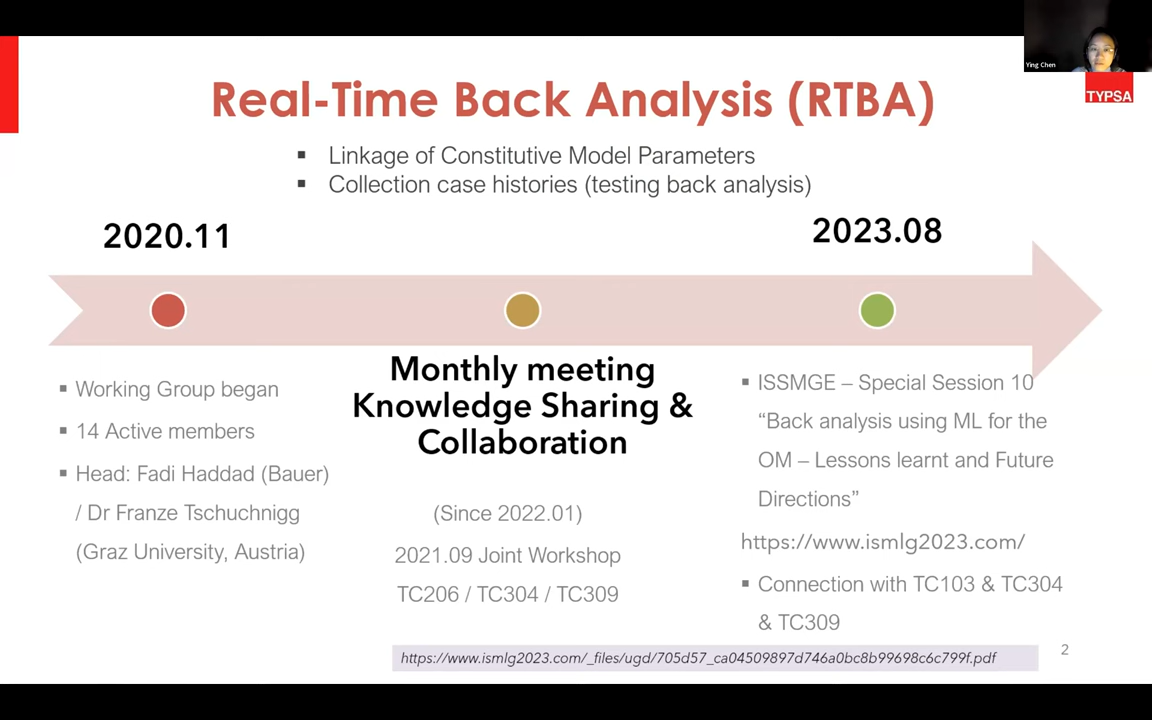 Ying Chen
TYPSA
Real-Time Back Analysis (RTBA)
▪ Linkage of Constitutive Model Parameters
▪ Collection case histories (testing back analysis)
2020.11
2023.08
▪ Working Group began
▪ 14 Active members
▪ Head: Fadi Haddad (Bauer)
/ Dr Franze Tschuchnigg
(Graz University, Austria)
Monthly meeting
Knowledge Sharing &
Collaboration
(Since 2022.01)
2021.09 Joint Workshop
TC206 / TC304 / TC309
▪ ISSMGE – Special Session 10
“Back analysis using ML for the
OM – Lessons learnt and Future
Directions”
https://www.ismlg2023.com/
▪ Connection with TC103 & TC304
& TC309
https://www.ismlg2023.com/_files/ugd/705d57_ca04509897d746a0bc8b99698c6c799f.pdf
2